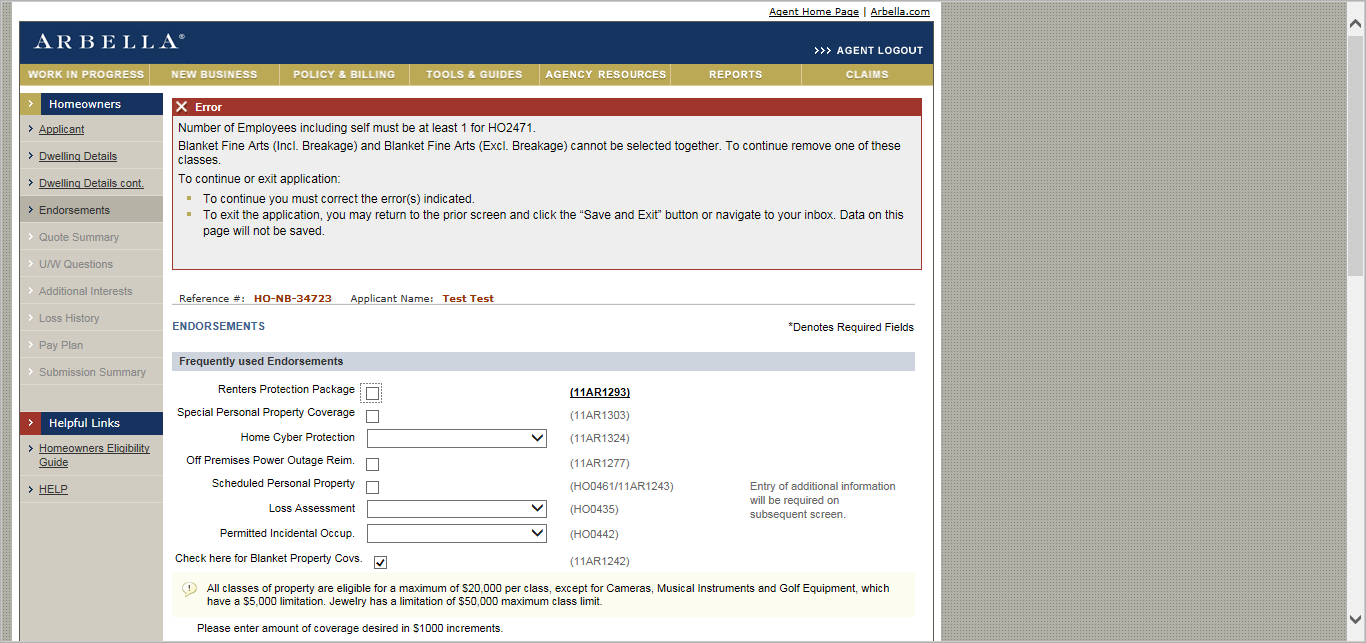 Agent Home Page | Arbella.com
ARBELLA®
>>> AGENT LOGOUT
WORK IN PROGRESS NEW BUSINESS POLICY & BILLING TOOLS & GUIDES AGENCY RESOURCES REPORTS CLAIMS
Homeowners
Applicant
Dwelling Details
Dwelling Details cont.
Endorsements
Quote Summary
U/W Questions
Additional Interests
Loss History
Pay Plan
Submission Summary
Helpful Links
Homeowners Eligibility
Guide
HELP
Error
Number of Employees including self must be at least 1 for HO2471.
Blanket Fine Arts (Incl. Breakage) and Blanket Fine Arts (Excl. Breakage) cannot be selected together. To continue remove one of these
classes.
To continue or exit application:
To continue you must correct the error(s) indicated.
To exit the application, you may return to the prior screen and click the “Save and Exit” button or navigate to your inbox. Data on this
page will not be saved.
Reference #: HO-NB-34723 Applicant Name: Test Test
ENDORSEMENTS
*Denotes Required Fields
Frequently used Endorsements
Renters Protection Package (11AR1293)
Special Personal Property Coverage (11AR1303)
Home Cyber Protection (11AR1324)
Off Premises Power Outage Reim. (11AR1277)
Scheduled Personal Property (HO0461/11AR1243) Entry of additional information
will be required on
subsequent screen.
Loss Assessment (HO0435)
Permitted Incidental Occup. (HO0442)
Check here for Blanket Property Covs. (11AR1242)
All classes of property are eligible for a maximum of $20,000 per class, except for Cameras, Musical Instruments and Golf Equipment, which
have a $5,000 limitation. Jewelry has a limitation of $50,000 maximum class limit.
Please enter amount of coverage desired in $1000 increments.